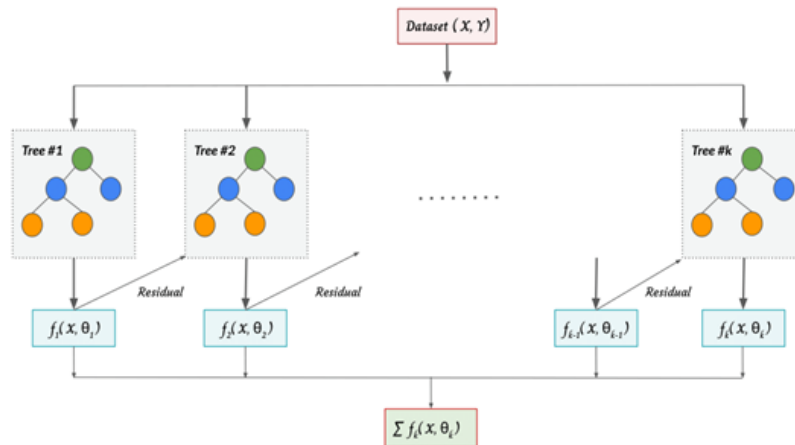 Dataset (X, Y)
Tree #1
Tree #2
Tree #k
........
Residual
Residual
Residual
f₁(X, θ₁)
f₂(X, θ₂)
fₖ₋₁(X, θₖ₋₁)
fₖ(X, θₖ)
∑ fₖ(X, θₖ)